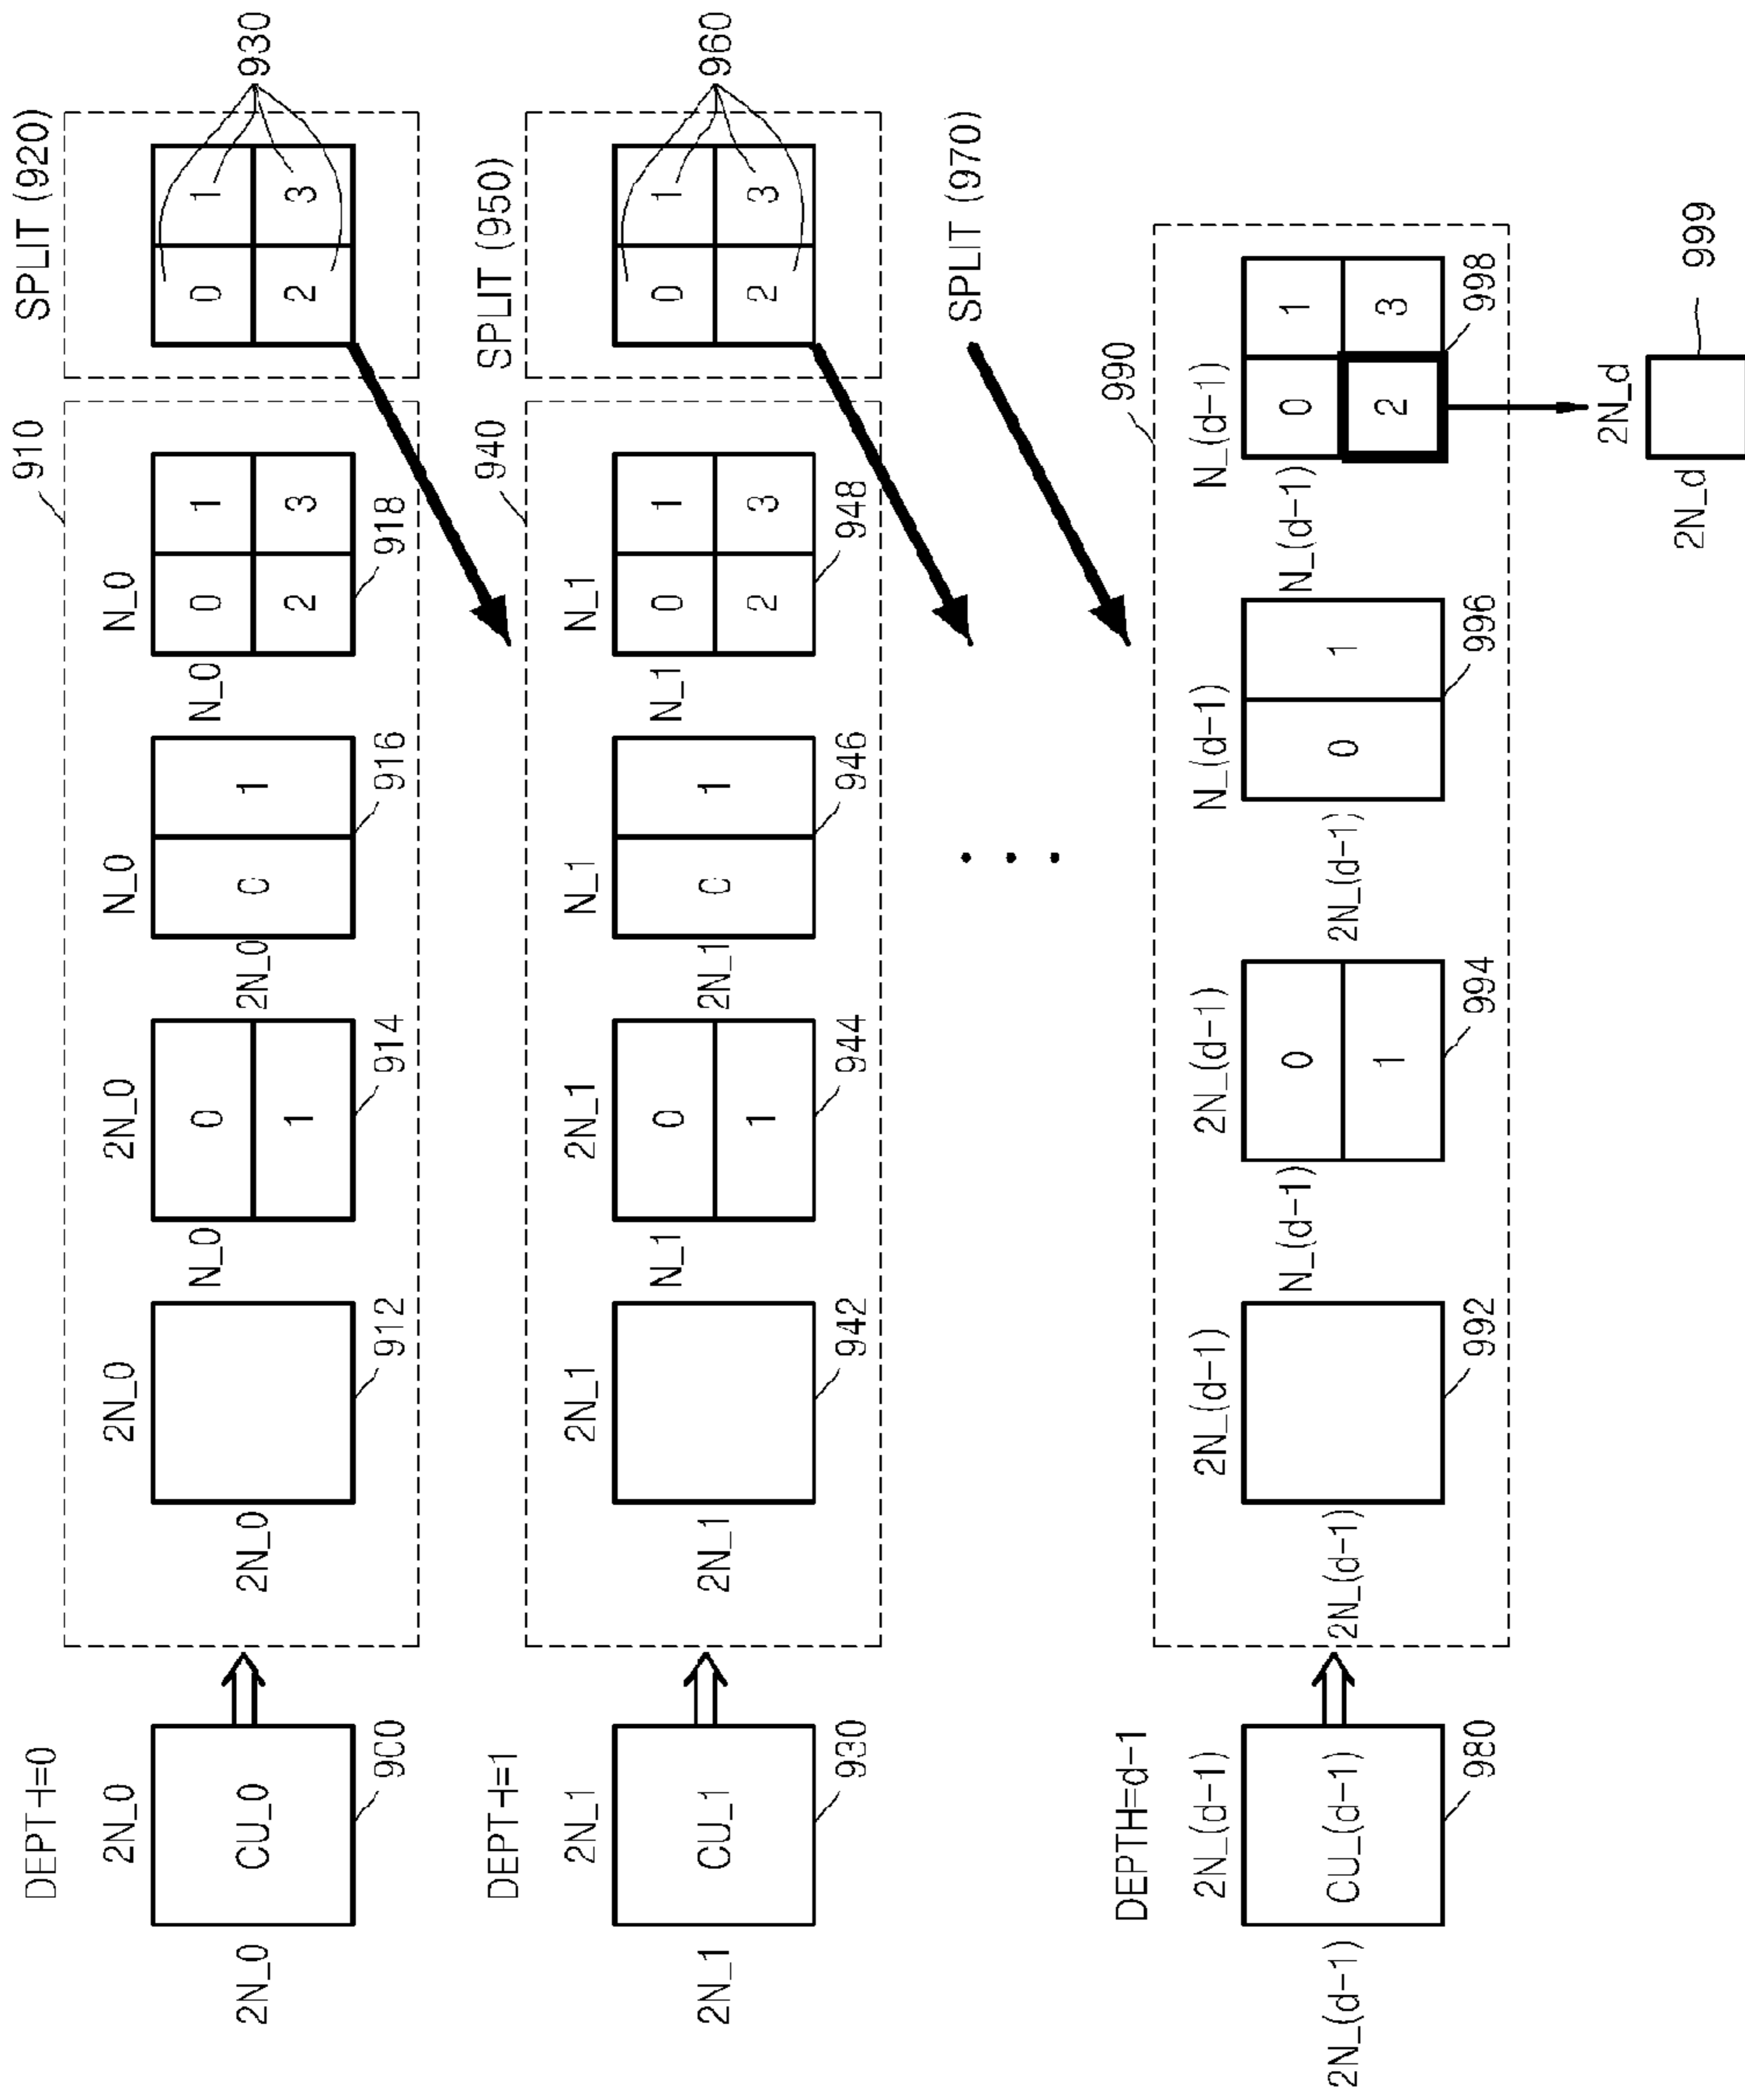 DEPTH=0
2N_0
2N_0
CU_0
900
910
2N_0
2N_0
912
2N_0
N_0
0
1
914
N_0
2N_0
0
1
916
N_0
N_0
0
1
2
3
918
SPLIT (920)
0
1
2
3
930
DEPTH=1
2N_1
2N_1
CU_1
930
940
2N_1
2N_1
942
2N_1
N_1
0
1
944
N_1
2N_1
0
1
946
N_1
N_1
0
1
2
3
948
SPLIT (950)
0
1
2
3
960
SPLIT (970)
DEPTH=d-1
2N_(d-1)
2N_(d-1)
CU_(d-1)
980
990
2N_(d-1)
2N_(d-1)
992
2N_(d-1)
N_(d-1)
0
1
994
N_(d-1)
2N_(d-1)
0
1
996
N_(d-1)
N_(d-1)
0
1
2
3
998
2N_d
2N_d
999